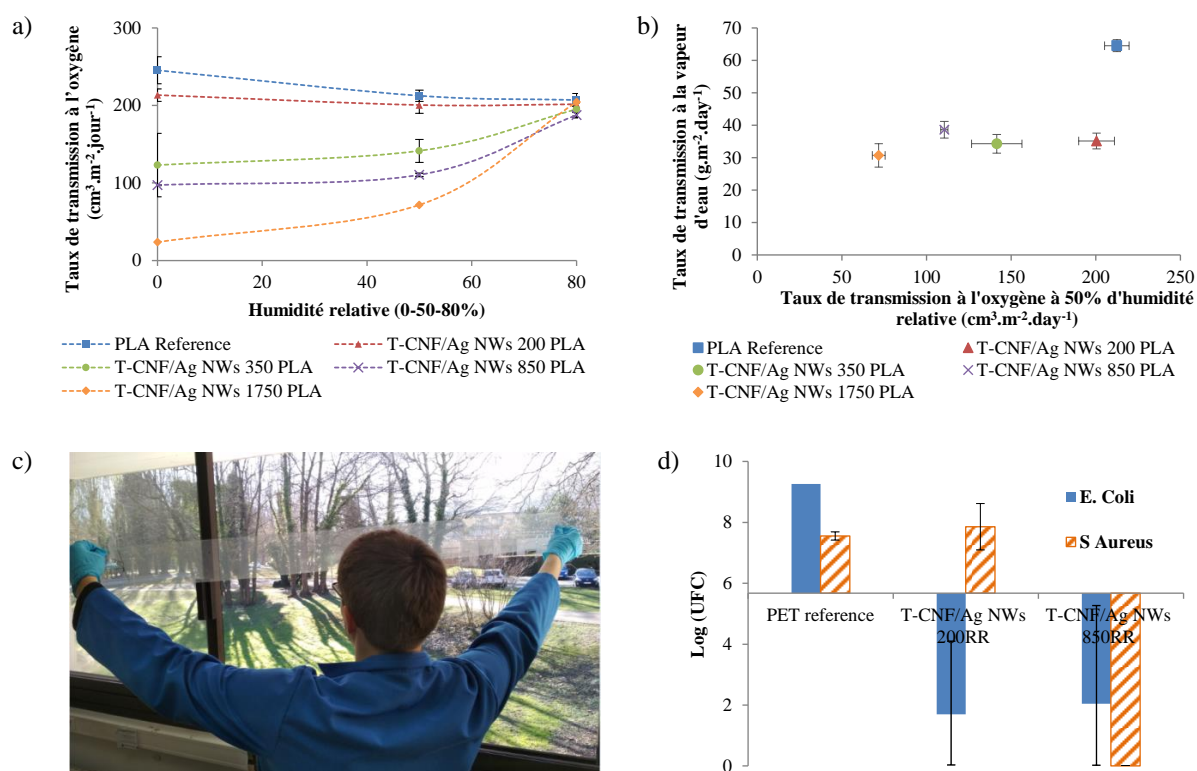 a)
300
200
100
0
0 20 40 60 80
Taux de transmission à l'oxygène
(cm³.m⁻².jour⁻¹)
Humidité relative (0-50-80%)
PLA Reference
T-CNF/Ag NWs 200 PLA
T-CNF/Ag NWs 350 PLA
T-CNF/Ag NWs 850 PLA
T-CNF/Ag NWs 1750 PLA
b)
70
60
50
40
30
20
10
0
0 50 100 150 200 250
Taux de transmission à la vapeur
d'eau (g.m⁻².day⁻¹)
Taux de transmission à l'oxygène à 50% d'humidité
relative (cm³.m⁻².day⁻¹)
PLA Reference
T-CNF/Ag NWs 200 PLA
T-CNF/Ag NWs 350 PLA
T-CNF/Ag NWs 850 PLA
T-CNF/Ag NWs 1750 PLA
c)
d)
10
8
6
4
2
0
Log (UFC)
E. Coli
S Aureus
PET reference
T-CNF/Ag NWs
200RR
T-CNF/Ag NWs
850RR